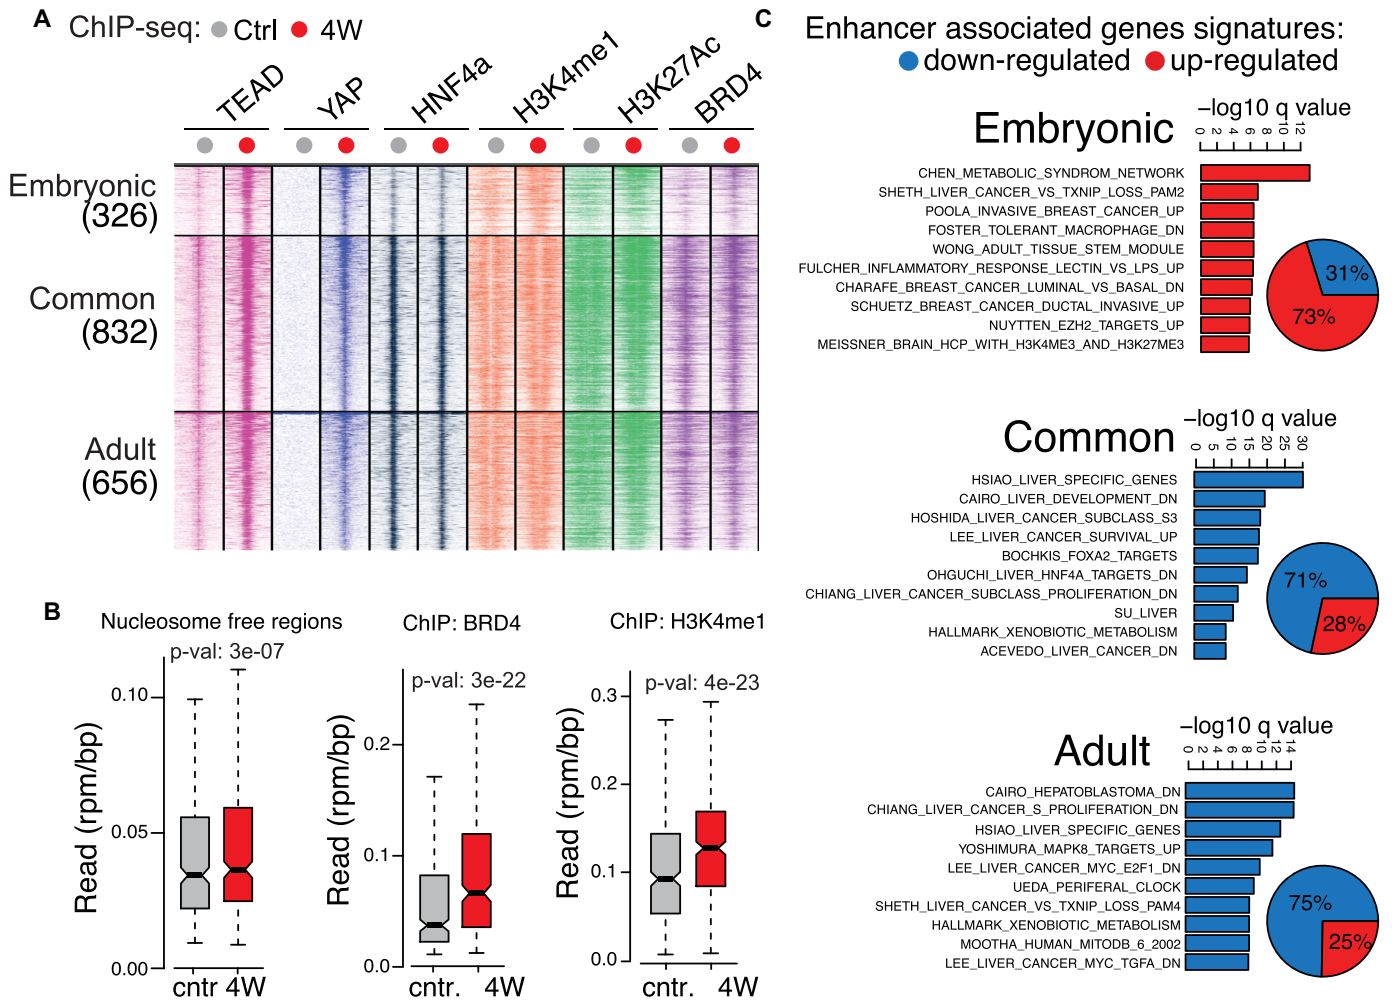 A
ChIP-seq: Ctrl 4W
TEAD
YAP
HNF4a
H3K4me1
H3K27Ac
BRD4
Embryonic
(326)
Common
(832)
Adult
(656)
B
Nucleosome free regions
p-val: 3e-07
Read (rpm/bp)
0.10
0.05
0.00
cntr 4W
ChIP: BRD4
p-val: 3e-22
Read (rpm/bp)
0.2
0.1
0.0
cntr. 4W
ChIP: H3K4me1
p-val: 4e-23
Read (rpm/bp)
0.3
0.2
0.1
0.0
cntr. 4W
C
Enhancer associated genes signatures:
down-regulated up-regulated
Embryonic
−log10 q value
0 2 4 6 8 10 12
CHEN_METABOLIC_SYNDROM_NETWORK
SHETH_LIVER_CANCER_VS_TXNIP_LOSS_PAM2
POOLA_INVASIVE_BREAST_CANCER_UP
FOSTER_TOLERANT_MACROPHAGE_DN
WONG_ADULT_TISSUE_STEM_MODULE
FULCHER_INFLAMMATORY_RESPONSE_LECTIN_VS_LPS_UP
CHARAFE_BREAST_CANCER_LUMINAL_VS_BASAL_DN
SCHUETZ_BREAST_CANCER_DUCTAL_INVASIVE_UP
NUYTTEN_EZH2_TARGETS_UP
MEISSNER_BRAIN_HCP_WITH_H3K4ME3_AND_H3K27ME3
31%
73%
Common
−log10 q value
0 5 10 15 20 25 30
HSIAO_LIVER_SPECIFIC_GENES
CAIRO_LIVER_DEVELOPMENT_DN
HOSHIDA_LIVER_CANCER_SUBCLASS_S3
LEE_LIVER_CANCER_SURVIVAL_UP
BOCHKIS_FOXA2_TARGETS
OHGUCHI_LIVER_HNF4A_TARGETS_DN
CHIANG_LIVER_CANCER_SUBCLASS_PROLIFERATION_DN
SU_LIVER
HALLMARK_XENOBIOTIC_METABOLISM
ACEVEDO_LIVER_CANCER_DN
71%
28%
Adult
−log10 q value
0 2 4 6 8 10 12 14
CAIRO_HEPATOBLASTOMA_DN
CHIANG_LIVER_CANCER_S_PROLIFERATION_DN
HSIAO_LIVER_SPECIFIC_GENES
YOSHIMURA_MAPK8_TARGETS_UP
LEE_LIVER_CANCER_MYC_E2F1_DN
UEDA_PERIFERAL_CLOCK
SHETH_LIVER_CANCER_VS_TXNIP_LOSS_PAM4
HALLMARK_XENOBIOTIC_METABOLISM
MOOTHA_HUMAN_MITODB_6_2002
LEE_LIVER_CANCER_MYC_TGFA_DN
75%
25%